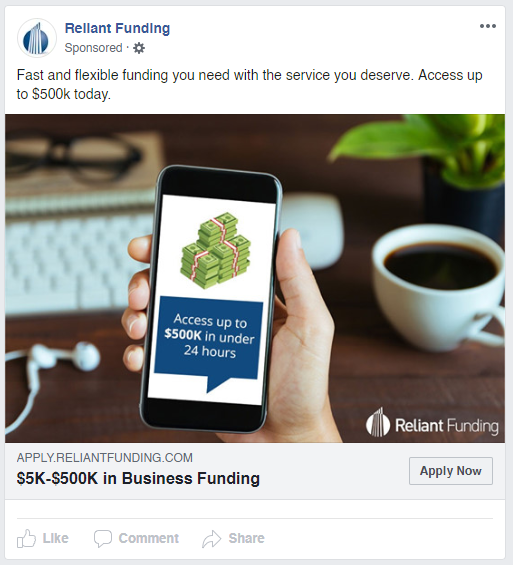 Reliant Funding
Sponsored ·
Fast and flexible funding you need with the service you deserve. Access up
to $500k today.
Access up to
$500K in under
24 hours
Reliant Funding
APPLY.RELIANTFUNDING.COM
$5K-$500K in Business Funding
Apply Now
Like
Comment
Share